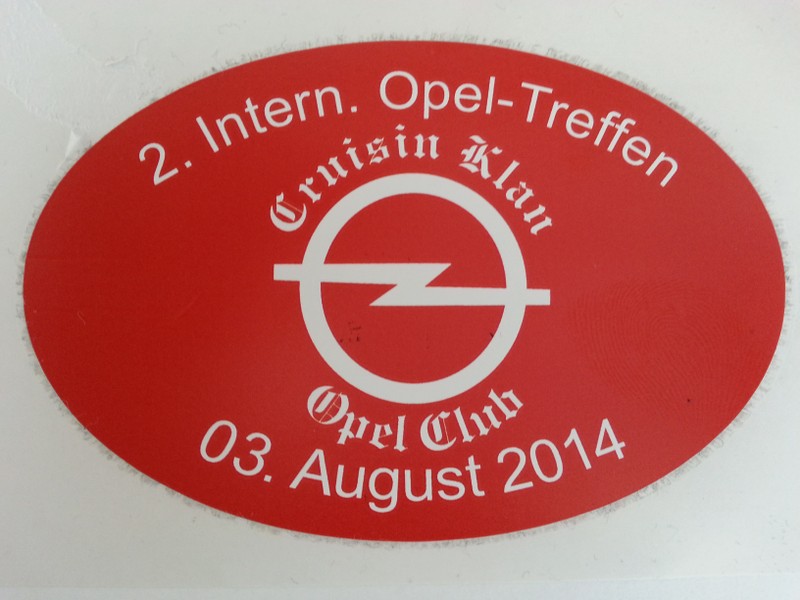 2. Intern. Opel-Treffen
Cruisin Klan
Opel Club
03. August 2014